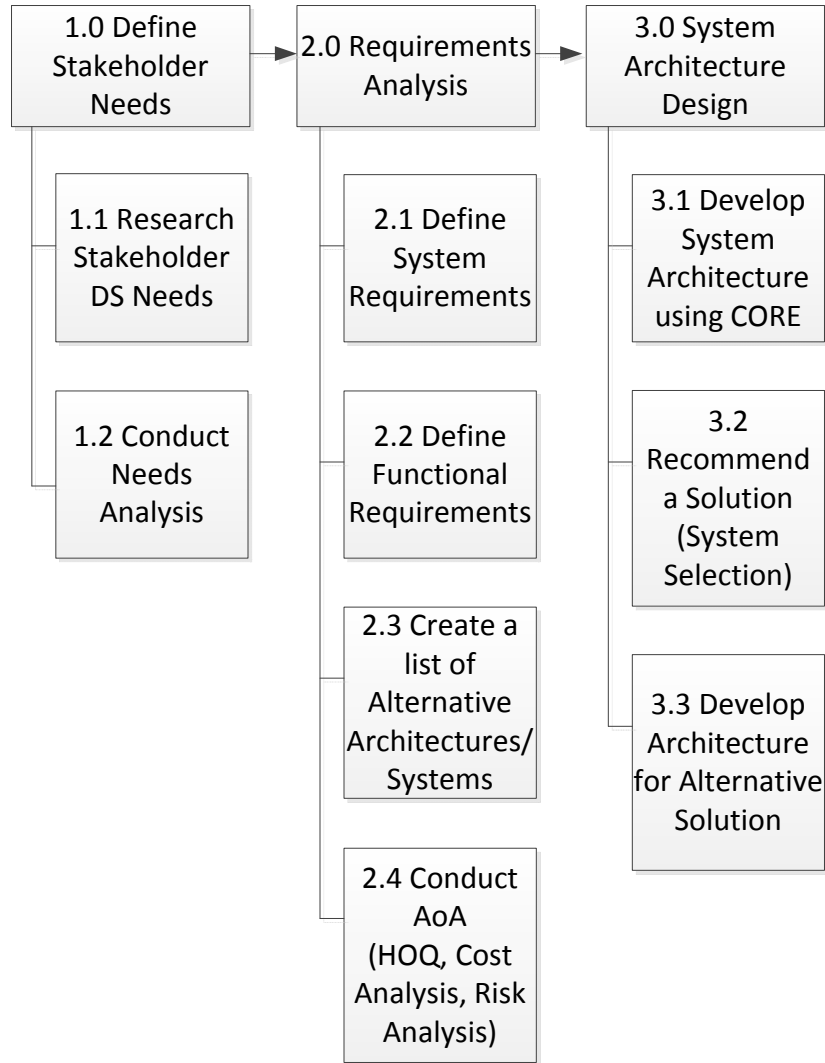 1.0 Define
Stakeholder
Needs
2.0 Requirements
Analysis
3.0 System
Architecture
Design
1.1 Research
Stakeholder
DS Needs
1.2 Conduct
Needs
Analysis
2.1 Define
System
Requirements
2.2 Define
Functional
Requirements
2.3 Create a
list of
Alternative
Architectures/
Systems
2.4 Conduct
AoA
(HOQ, Cost
Analysis, Risk
Analysis)
3.1 Develop
System
Architecture
using CORE
3.2
Recommend
a Solution
(System
Selection)
3.3 Develop
Architecture
for Alternative
Solution